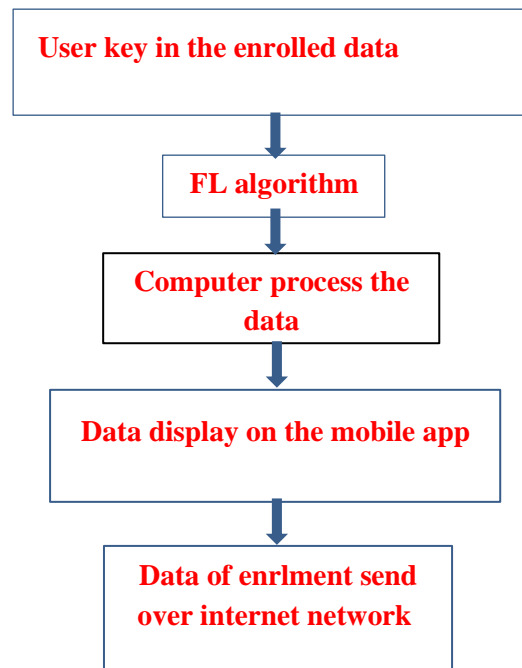 User key in the enrolled data
FL algorithm
Computer process the
data
Data display on the mobile app
Data of enrlment send
over internet network